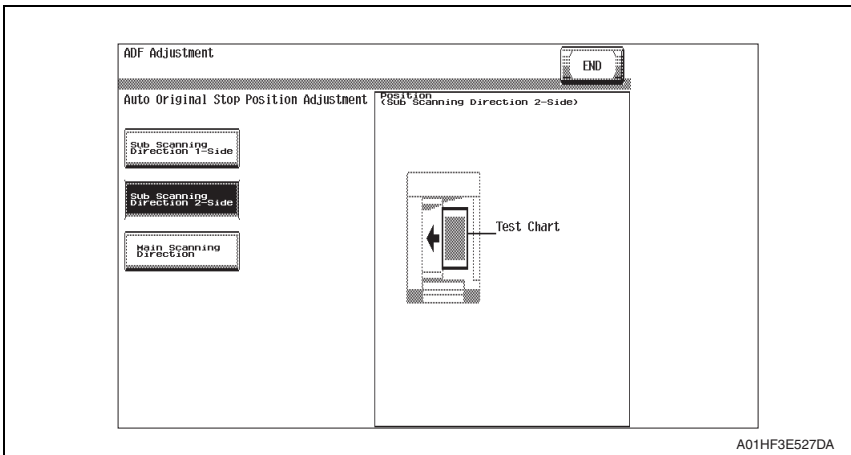 ADF Adjustment
END
Auto Original Stop Position Adjustment
Position
(Sub Scanning Direction 2-Side)
Sub Scanning
Direction 1-Side
Sub Scanning
Direction 2-Side
Main Scanning
Direction
Test Chart
A01HF3E527DA